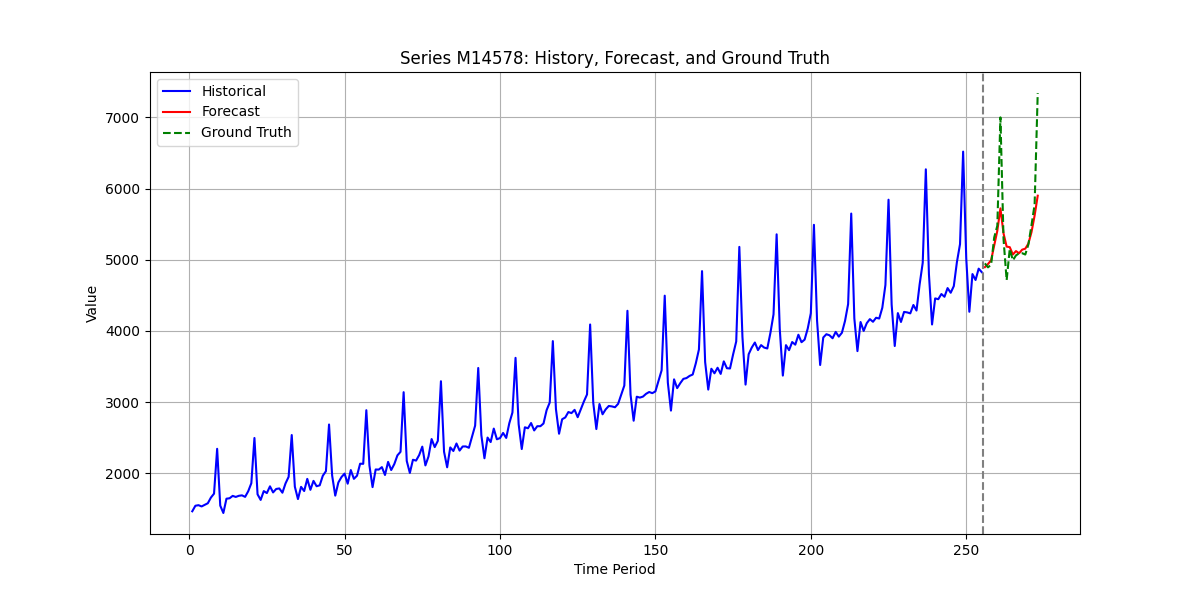 Series M14578: History, Forecast, and Ground Truth
Historical
Forecast
Ground Truth
7000
6000
5000
4000
3000
2000
Value
0 50 100 150 200 250
Time Period